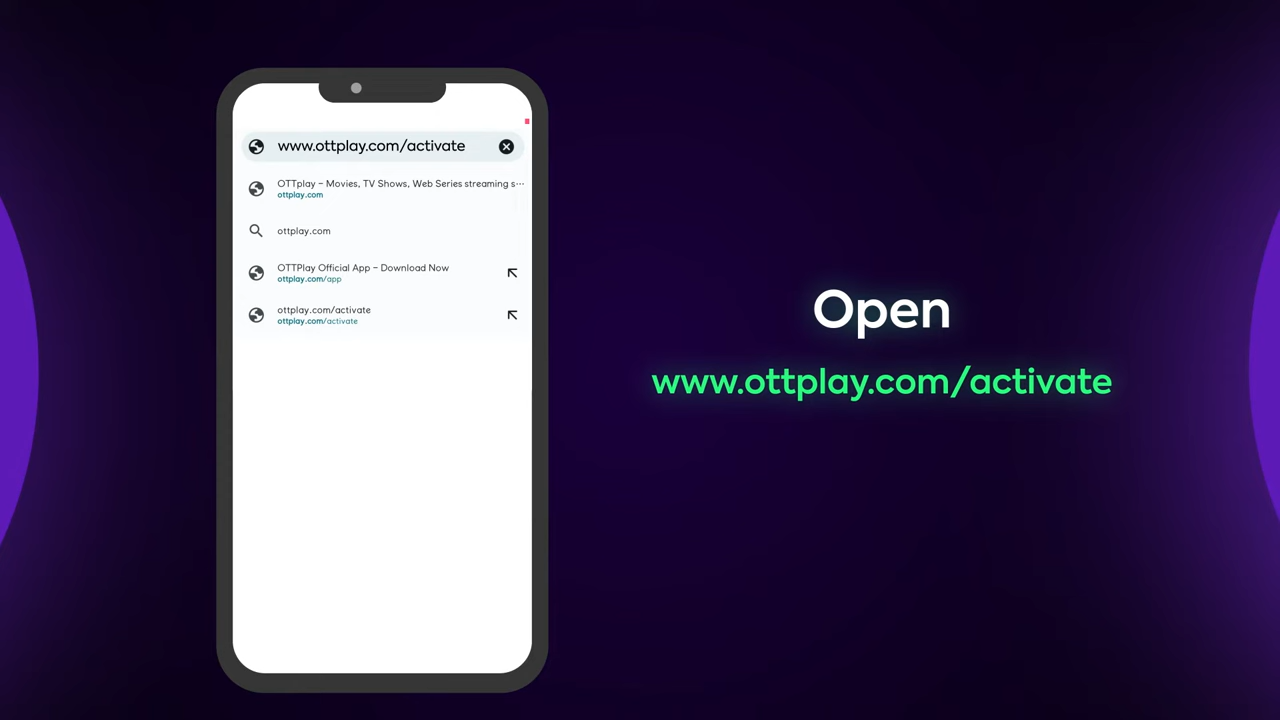 www.ottplay.com/activate
OTTplay – Movies, TV Shows, Web Series streaming s...
ottplay.com
ottplay.com
OTTPlay Official App – Download Now
ottplay.com/app
ottplay.com/activate
ottplay.com/activate
Open
www.ottplay.com/activate